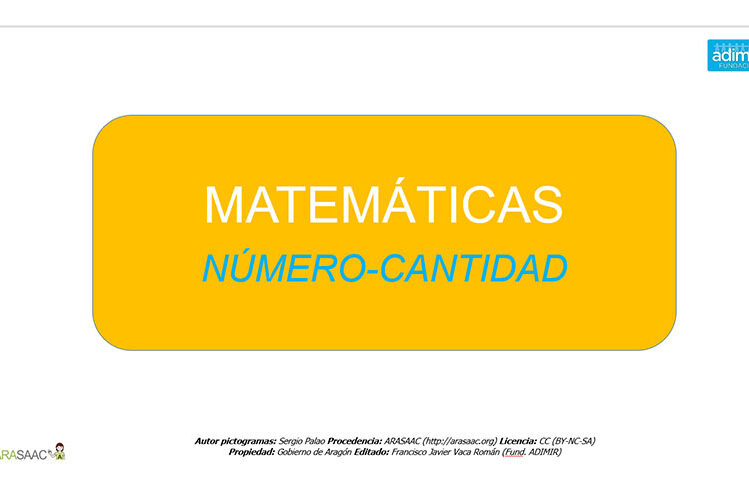 adim
FUNDACI
MATEMÁTICAS
NÚMERO-CANTIDAD
ARASAAC
Autor pictogramas: Sergio Palao Procedencia: ARASAAC (http://arasaac.org) Licencia: CC (BY-NC-SA)
Propiedad: Gobierno de Aragón Editado: Francisco Javier Vaca Román (Fund. ADIMIR)